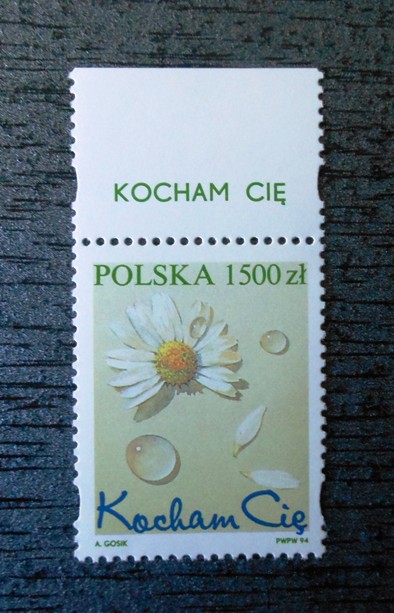 KOCHAM CIĘ
POLSKA 1500 zł
Kocham Cię
A. GOSIK PWPW 94